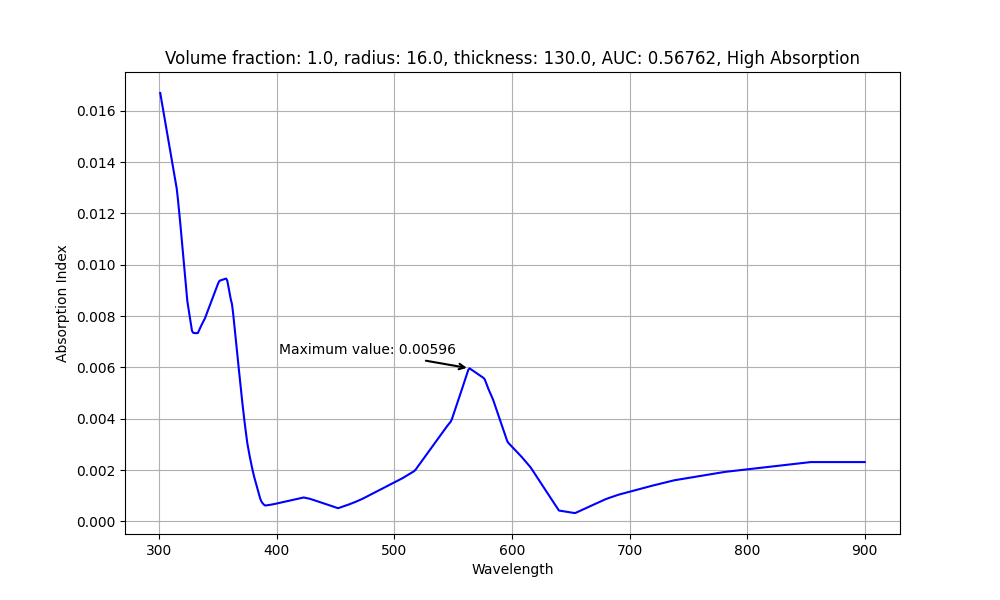 Volume fraction: 1.0, radius: 16.0, thickness: 130.0, AUC: 0.56762, High Absorption
0.016
0.014
0.012
0.010
0.008
0.006
0.004
0.002
0.000
Absorption Index
Maximum value: 0.00596
300 400 500 600 700 800 900
Wavelength